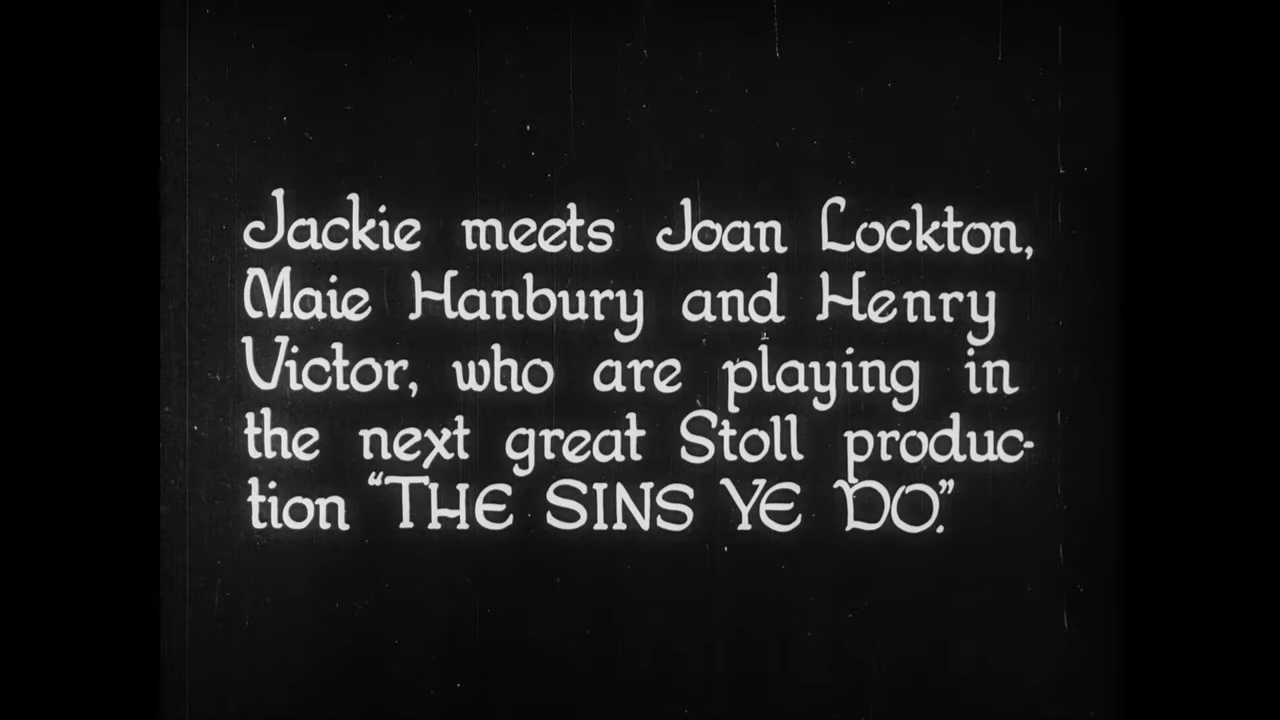 Jackie meets Joan Lockton,
Maie Hanbury and Henry
Victor, who are playing in
the next great Stoll produc-
tion “THE SINS YE DO.”